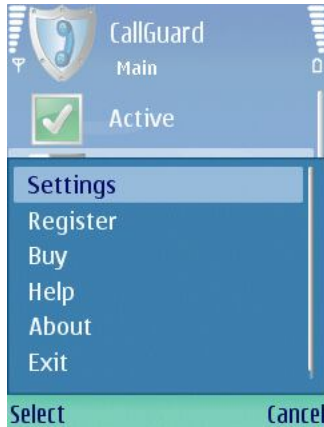 CallGuard
Main
Active
Settings
Register
Buy
Help
About
Exit
Select Cancel